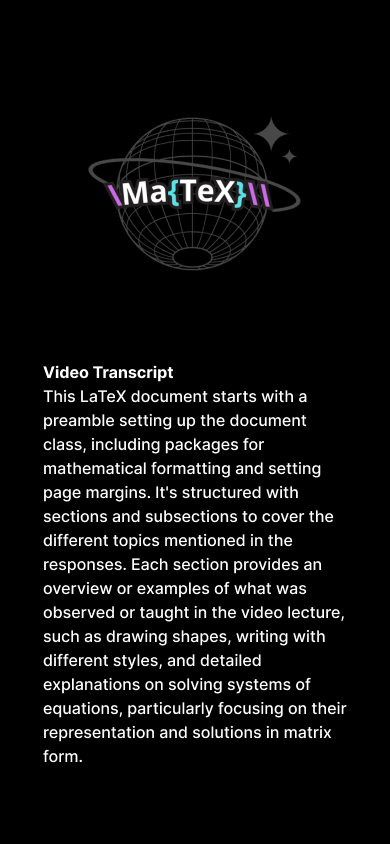 \Ma{TeX}\\
Video Transcript
This LaTeX document starts with a
preamble setting up the document
class, including packages for
mathematical formatting and setting
page margins. It's structured with
sections and subsections to cover the
different topics mentioned in the
responses. Each section provides an
overview or examples of what was
observed or taught in the video lecture,
such as drawing shapes, writing with
different styles, and detailed
explanations on solving systems of
equations, particularly focusing on their
representation and solutions in matrix
form.